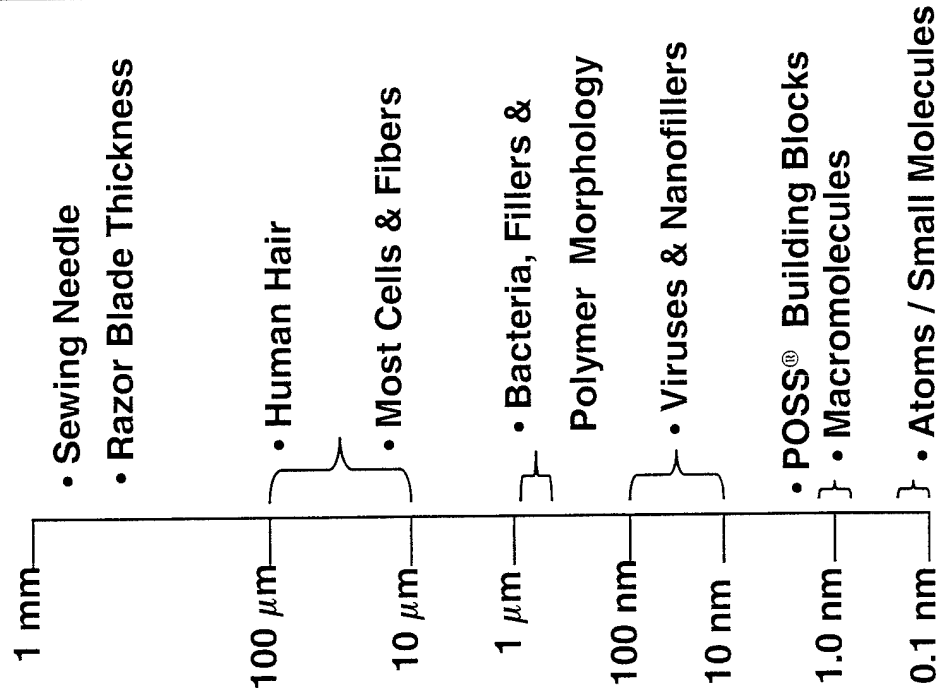 1 mm
• Sewing Needle
• Razor Blade Thickness
100 μm
• Human Hair
10 μm
• Most Cells & Fibers
1 μm
• Bacteria, Fillers &
Polymer Morphology
100 nm
• Viruses & Nanofillers
10 nm
• POSS® Building Blocks
1.0 nm
• Macromolecules
0.1 nm
• Atoms / Small Molecules